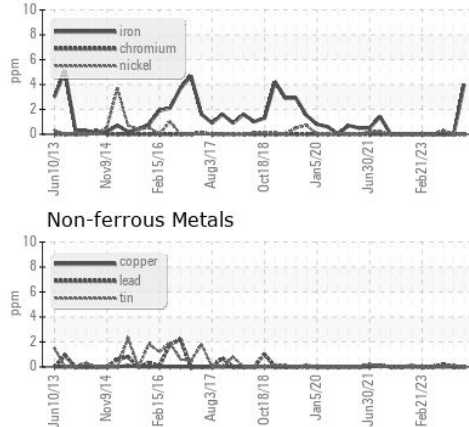 10
8
6
4
2
0
ppm
iron
chromium
nickel
Jun10/13
Nov9/14
Feb15/16
Aug3/17
Oct18/18
Jan5/20
Jun30/21
Feb21/23
Non-ferrous Metals
10
8
6
4
2
0
ppm
copper
lead
tin
Jun10/13
Nov9/14
Feb15/16
Aug3/17
Oct18/18
Jan5/20
Jun30/21
Feb21/23